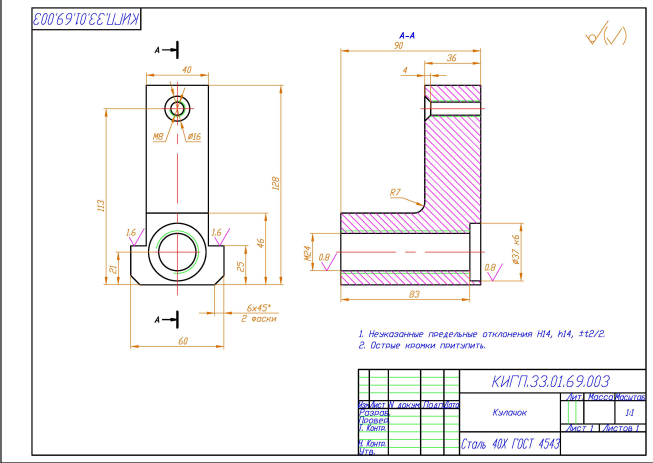 КИГП.33.01.69.003
А
А-А
90
40
36
4
М8
Ø16
113
128
R7
1.6
1.6
46
М24
Ø37 к6
0.8
0.8
21
25
6x45°
2 фаски
83
А
60
1. Неуказанные предельные отклонения H14, h14, ±t2/2.
2. Острые кромки притупить.
КИГП.33.01.69.003
Изм Лист N докум. Подп. Дата
Лит. Масса Масштаб
Разраб.
Провер.
Т. Контр.
Кулачок
1:1
Лист 1 Листов 1
Н. Контр.
Утв.
Сталь 40Х ГОСТ 4543